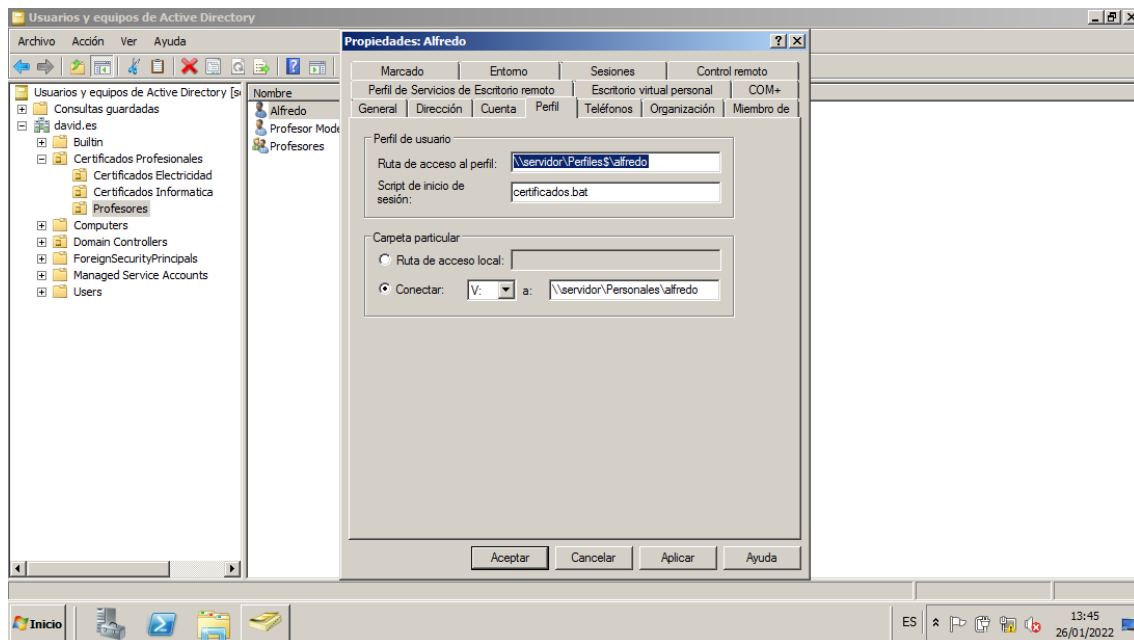 Usuarios y equipos de Active Directory
Archivo Acción Ver Ayuda
Usuarios y equipos de Active Directory [s
Consultas guardadas
david.es
Builtin
Certificados Profesionales
Certificados Electricidad
Certificados Informatica
Profesores
Computers
Domain Controllers
ForeignSecurityPrincipals
Managed Service Accounts
Users
Nombre
Alfredo
Profesor Mode
Profesores
Propiedades: Alfredo
Marcado Entorno Sesiones Control remoto
Perfil de Servicios de Escritorio remoto Escritorio virtual personal COM+
General Dirección Cuenta Perfil Teléfonos Organización Miembro de
Perfil de usuario
Ruta de acceso al perfil: \\servidor\Perfiles$\alfredo
Script de inicio de
sesión: certificados.bat
Carpeta particular
Ruta de acceso local:
Conectar: V: a: \\servidor\Personales\alfredo
Aceptar Cancelar Aplicar Ayuda
Inicio
ES 13:45
26/01/2022